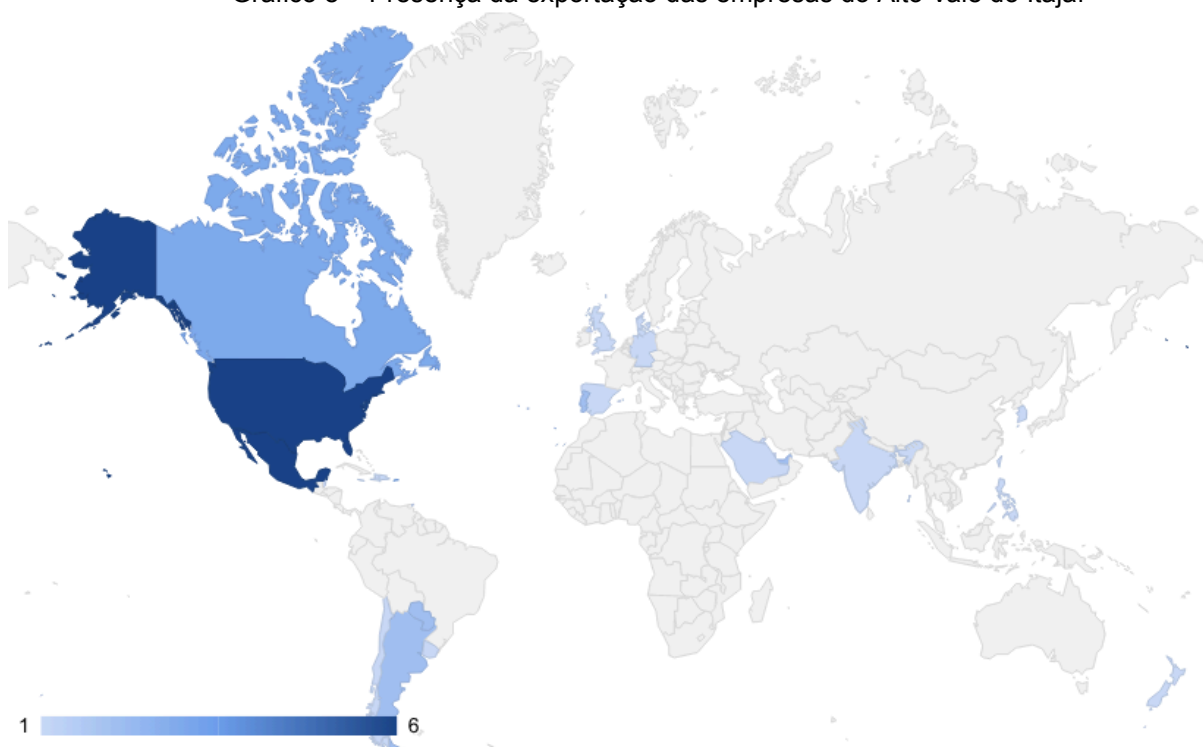 Gráfico – Presença da exportação das empresas do Alto Vale do Itajaí
1
6